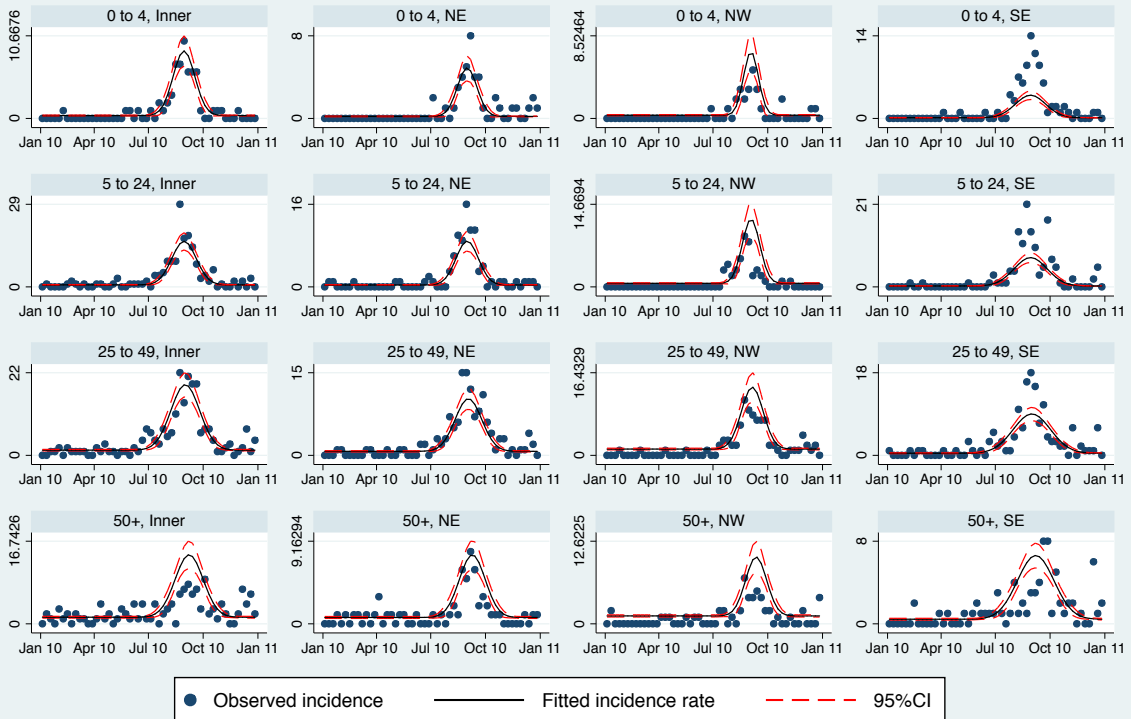 0 to 4, Inner
0 to 4, NE
0 to 4, NW
0 to 4, SE
10.6676
0
Jan 10 Apr 10 Jul 10 Oct 10 Jan 11
8
0
Jan 10 Apr 10 Jul 10 Oct 10 Jan 11
8.52464
0
Jan 10 Apr 10 Jul 10 Oct 10 Jan 11
14
0
Jan 10 Apr 10 Jul 10 Oct 10 Jan 11
5 to 24, Inner
5 to 24, NE
5 to 24, NW
5 to 24, SE
29
0
Jan 10 Apr 10 Jul 10 Oct 10 Jan 11
16
0
Jan 10 Apr 10 Jul 10 Oct 10 Jan 11
14.6694
0
Jan 10 Apr 10 Jul 10 Oct 10 Jan 11
21
0
Jan 10 Apr 10 Jul 10 Oct 10 Jan 11
25 to 49, Inner
25 to 49, NE
25 to 49, NW
25 to 49, SE
22
0
Jan 10 Apr 10 Jul 10 Oct 10 Jan 11
15
0
Jan 10 Apr 10 Jul 10 Oct 10 Jan 11
16.4329
0
Jan 10 Apr 10 Jul 10 Oct 10 Jan 11
18
0
Jan 10 Apr 10 Jul 10 Oct 10 Jan 11
50+, Inner
50+, NE
50+, NW
50+, SE
16.7426
0
Jan 10 Apr 10 Jul 10 Oct 10 Jan 11
9.16294
0
Jan 10 Apr 10 Jul 10 Oct 10 Jan 11
12.6225
0
Jan 10 Apr 10 Jul 10 Oct 10 Jan 11
8
0
Jan 10 Apr 10 Jul 10 Oct 10 Jan 11
Observed incidence Fitted incidence rate 95%CI